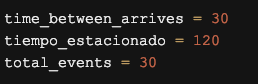 time_between_arrives = 30
tiempo_estacionado = 120
total_events = 30